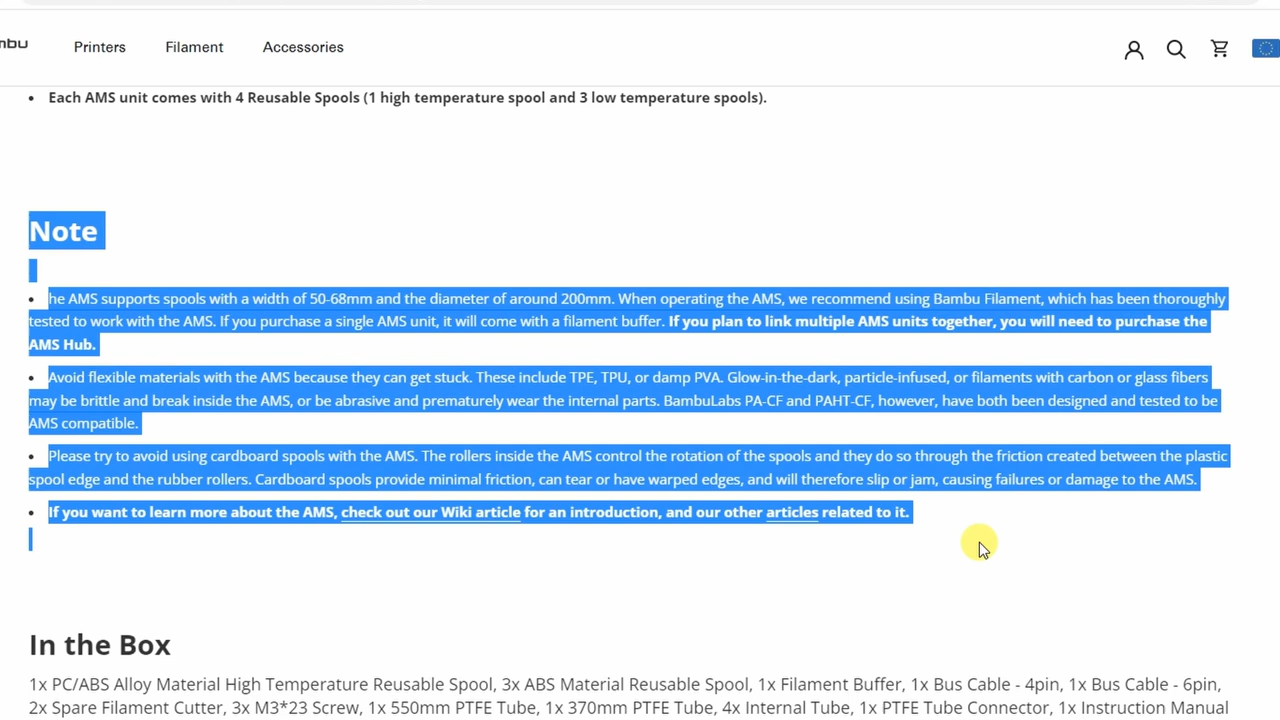 mbu
Printers
Filament
Accessories
• Each AMS unit comes with 4 Reusable Spools (1 high temperature spool and 3 low temperature spools).
Note
• he AMS supports spools with a width of 50-68mm and the diameter of around 200mm. When operating the AMS, we recommend using Bambu Filament, which has been thoroughly
tested to work with the AMS. If you purchase a single AMS unit, it will come with a filament buffer. If you plan to link multiple AMS units together, you will need to purchase the
AMS Hub.
• Avoid flexible materials with the AMS because they can get stuck. These include TPE, TPU, or damp PVA. Glow-in-the-dark, particle-infused, or filaments with carbon or glass fibers
may be brittle and break inside the AMS, or be abrasive and prematurely wear the internal parts. BambuLabs PA-CF and PAHT-CF, however, have both been designed and tested to be
AMS compatible.
• Please try to avoid using cardboard spools with the AMS. The rollers inside the AMS control the rotation of the spools and they do so through the friction created between the plastic
spool edge and the rubber rollers. Cardboard spools provide minimal friction, can tear or have warped edges, and will therefore slip or jam, causing failures or damage to the AMS.
• If you want to learn more about the AMS, check out our Wiki article for an introduction, and our other articles related to it.
In the Box
1x PC/ABS Alloy Material High Temperature Reusable Spool, 3x ABS Material Reusable Spool, 1x Filament Buffer, 1x Bus Cable - 4pin, 1x Bus Cable - 6pin,
2x Spare Filament Cutter, 3x M3*23 Screw, 1x 550mm PTFE Tube, 1x 370mm PTFE Tube, 4x Internal Tube, 1x PTFE Tube Connector, 1x Instruction Manual